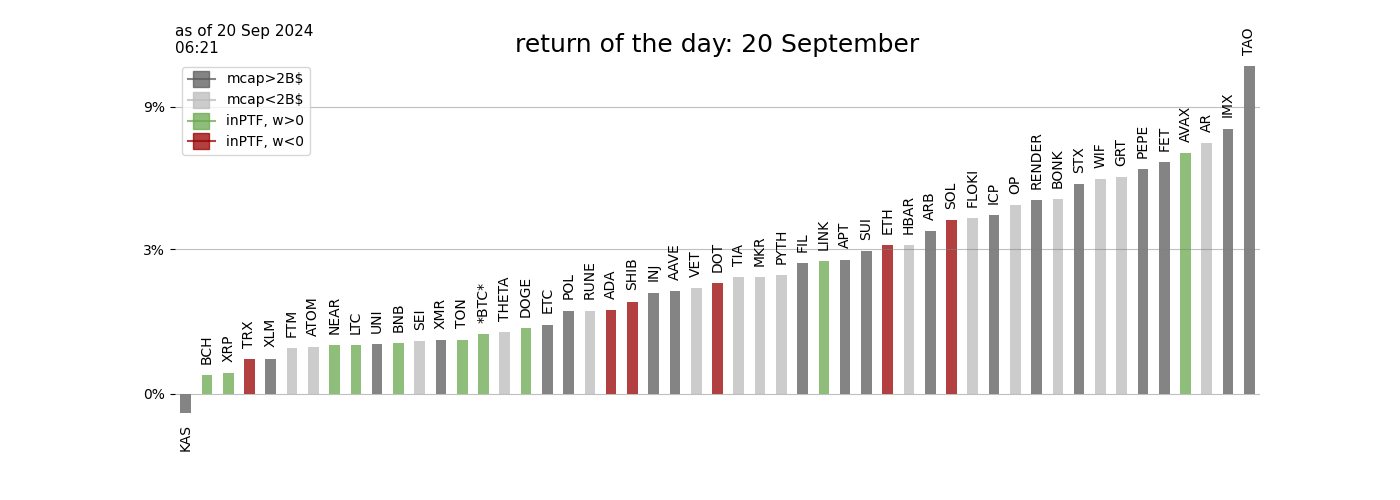 as of 20 Sep 2024
06:21
return of the day: 20 September
mcap>2B$
mcap<2B$
inPTF, w>0
inPTF, w<0
9%
3%
0%
KAS
BCH
XRP
TRX
XLM
FTM
ATOM
NEAR
LTC
UNI
BNB
SEI
XMR
TON
*BTC*
THETA
DOGE
ETC
POL
RUNE
ADA
SHIB
INJ
AAVE
VET
DOT
TIA
MKR
PYTH
FIL
LINK
APT
SUI
ETH
HBAR
ARB
SOL
FLOKI
ICP
OP
RENDER
BONK
STX
WIF
GRT
PEPE
FET
AVAX
AR
IMX
TAO